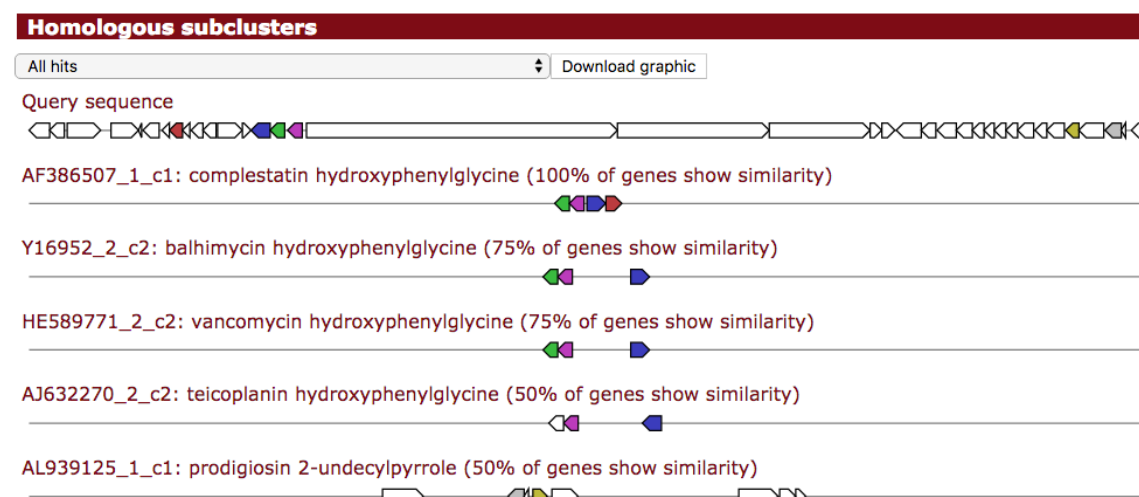 Homologous subclusters
All hits Download graphic
Query sequence
AF386507_1_c1: complestatin hydroxyphenylglycine (100% of genes show similarity)
Y16952_2_c2: balhimycin hydroxyphenylglycine (75% of genes show similarity)
HE589771_2_c2: vancomycin hydroxyphenylglycine (75% of genes show similarity)
AJ632270_2_c2: teicoplanin hydroxyphenylglycine (50% of genes show similarity)
AL939125_1_c1: prodigiosin 2-undecylpyrrole (50% of genes show similarity)